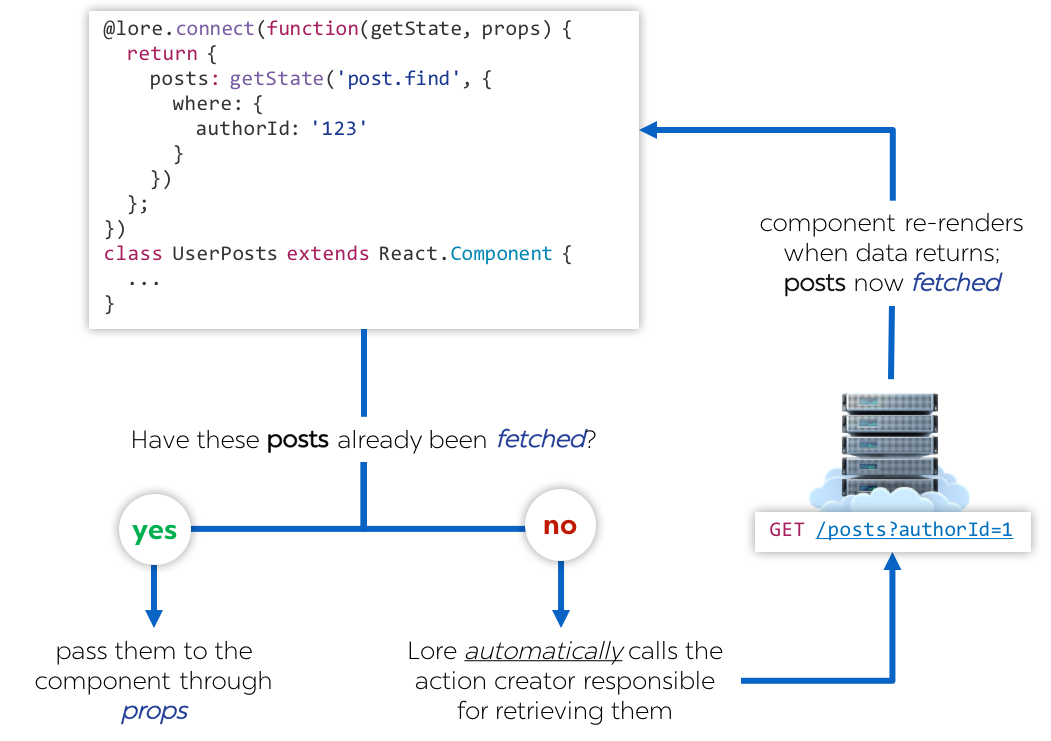 @lore.connect(function(getState, props) {
  return {
    posts: getState('post.find', {
      where: {
        authorId: '123'
      }
    })
  };
})
class UserPosts extends React.Component {
  ...
}
component re-renders
when data returns;
posts now fetched
Have these posts already been fetched?
yes
no
GET /posts?authorId=1
pass them to the
component through
props
Lore automatically calls the
action creator responsible
for retrieving them